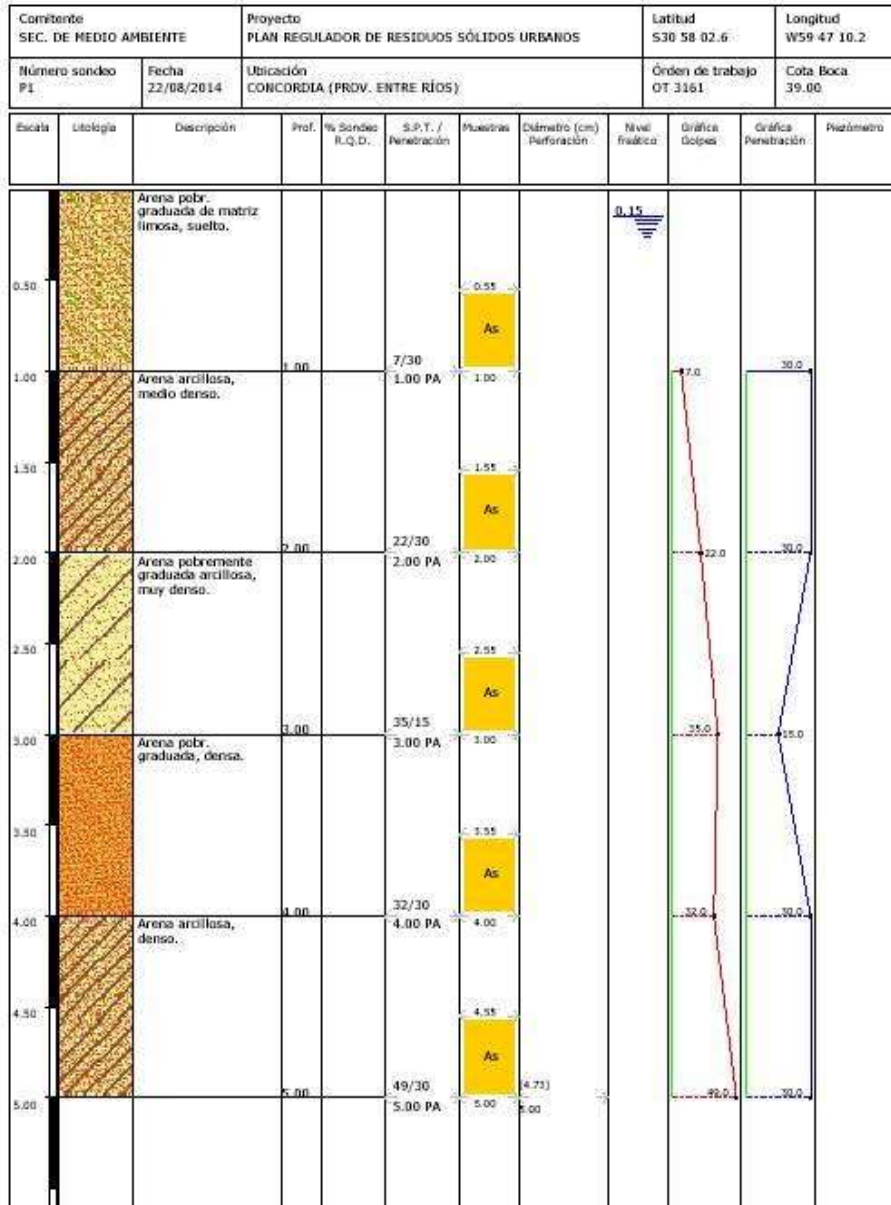 Comitente
SEC. DE MEDIO AMBIENTE
Proyecto
PLAN REGULADOR DE RESIDUOS SÓLIDOS URBANOS
Latitud
S30 58 02.6
Longitud
W59 47 10.2
Número sondeo
P1
Fecha
22/08/2014
Ubicación
CONCORDIA (PROV. ENTRE RÍOS)
Órden de trabajo
OT 3161
Cota Boca
39.00
Escala
Litología
Descripción
Prof.
% Sondeo
R.Q.D.
S.P.T. /
Penetración
Muestras
Diámetro (cm)
Perforación
Nivel
freático
Gráfica
Golpes
Gráfica
Penetración
Piezómetro
Arena pobr.
graduada de matriz
limosa, suelto.
0.15
0.50
0.55
As
7/30
1.00
1.00
1.00 PA
1.00
7.0
30.0
Arena arcillosa,
medio denso.
1.50
1.55
As
22/30
2.00
2.00
2.00 PA
2.00
22.0
30.0
Arena pobremente
graduada arcillosa,
muy denso.
2.50
2.55
As
35/15
3.00
3.00
3.00 PA
3.00
35.0
15.0
Arena pobr.
graduada, densa.
3.50
3.55
As
32/30
4.00
4.00
4.00 PA
4.00
32.0
30.0
Arena arcillosa,
denso.
4.50
4.55
As
49/30
5.00
5.00
5.00 PA
5.00
(4.73)
5.00
49.0
30.0